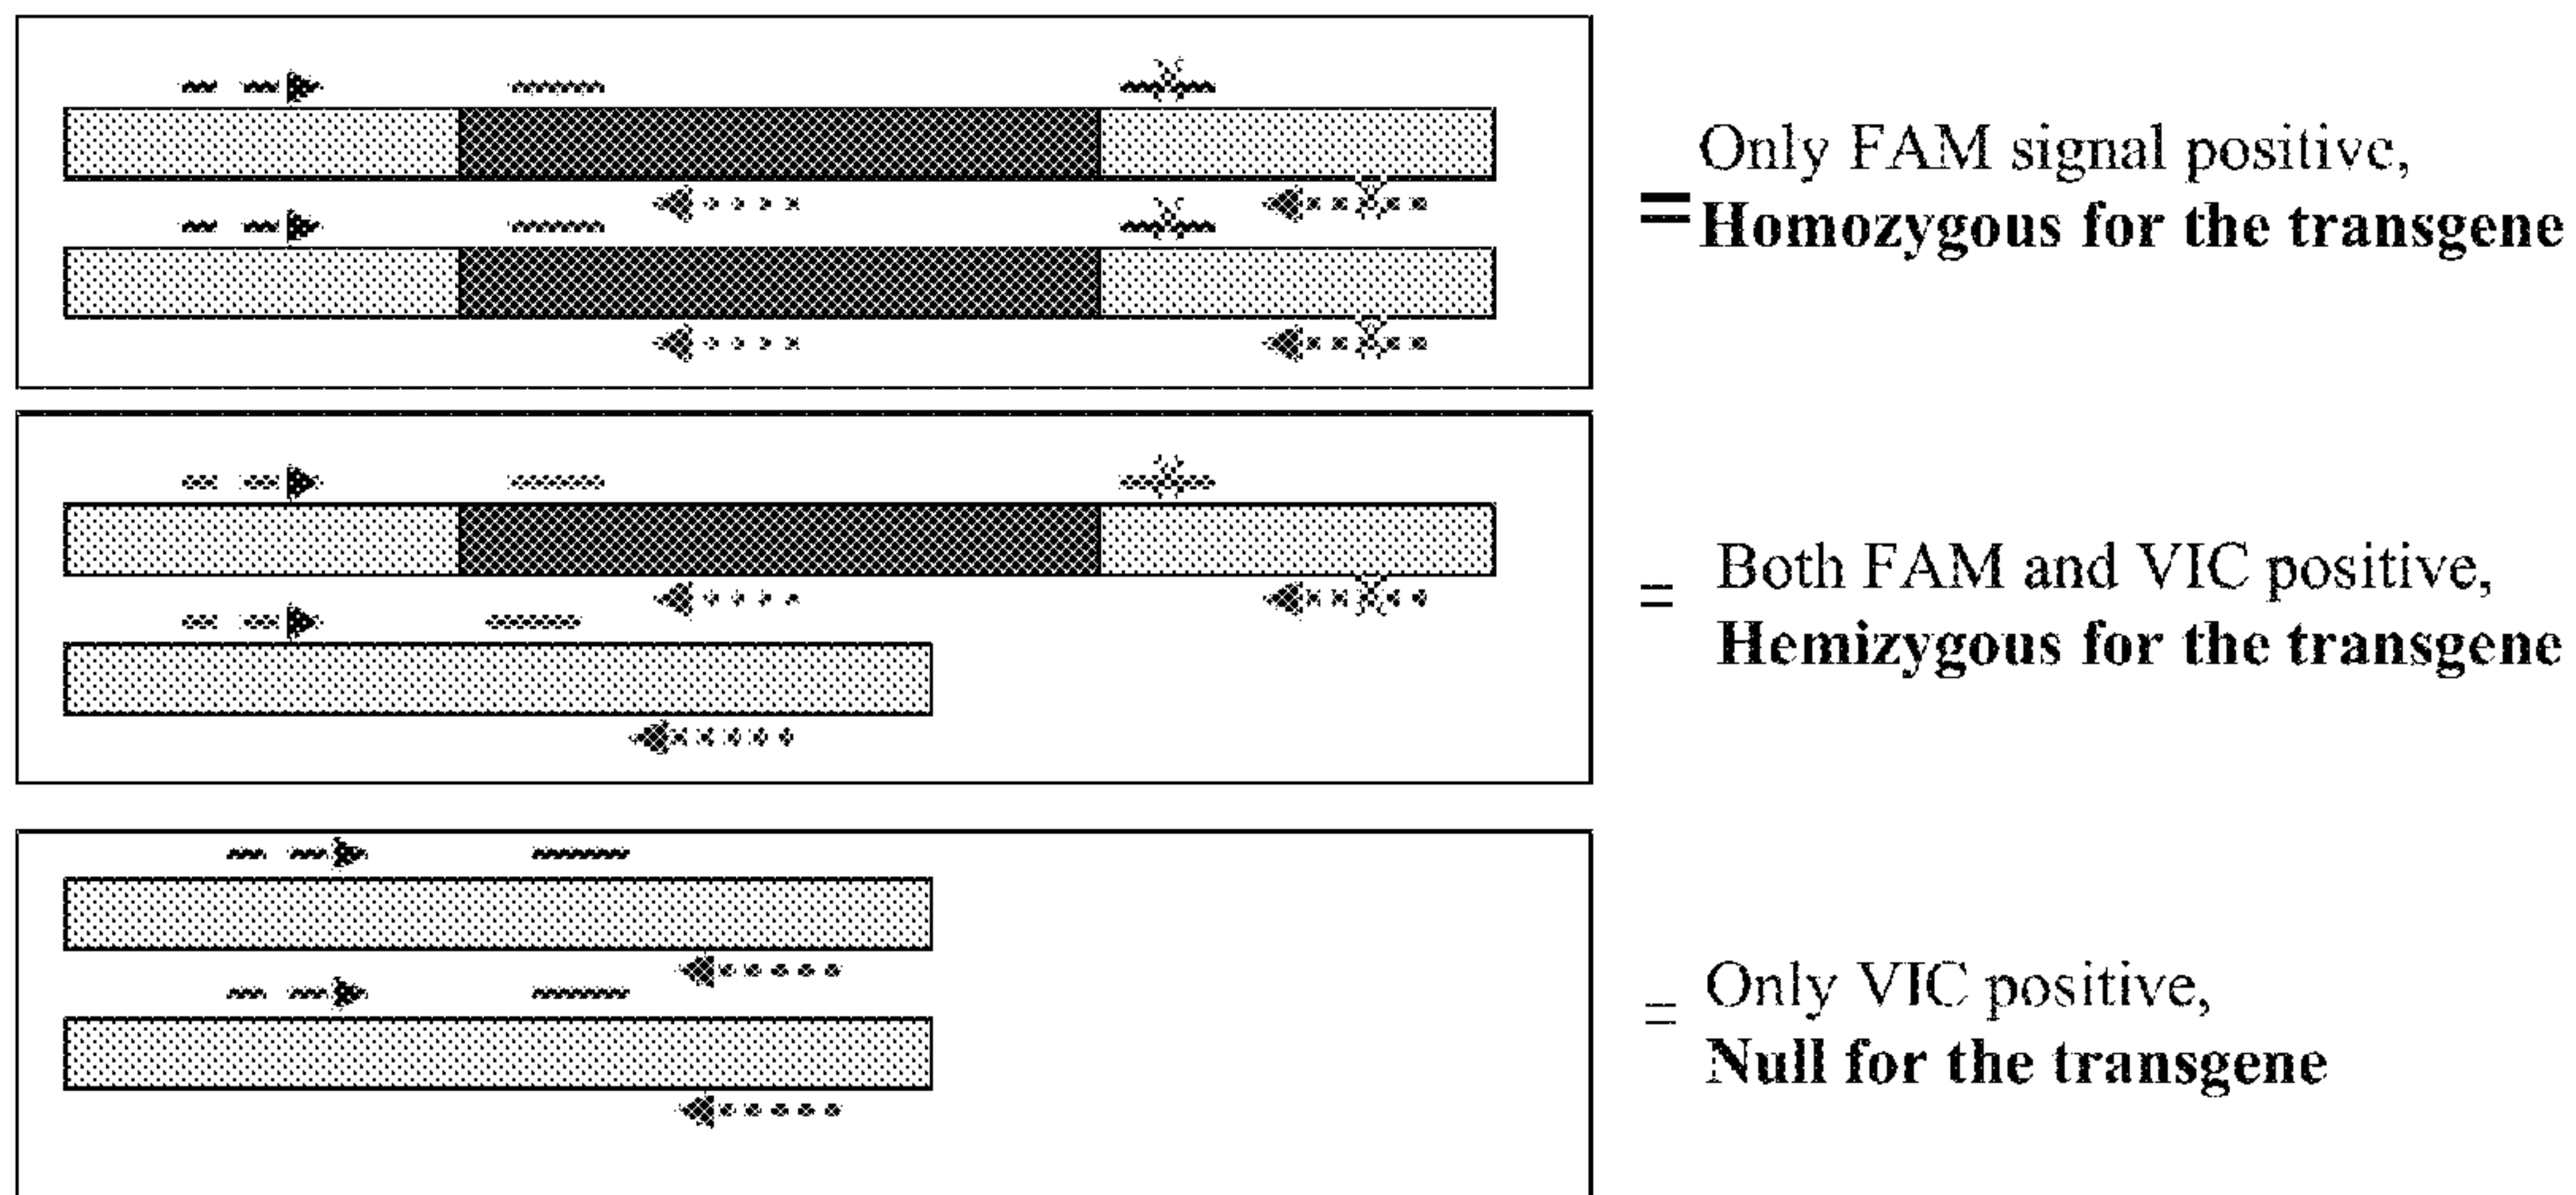 = Only FAM signal positive,
Homozygous for the transgene
= Both FAM and VIC positive,
Hemizygous for the transgene
= Only VIC positive,
Null for the transgene